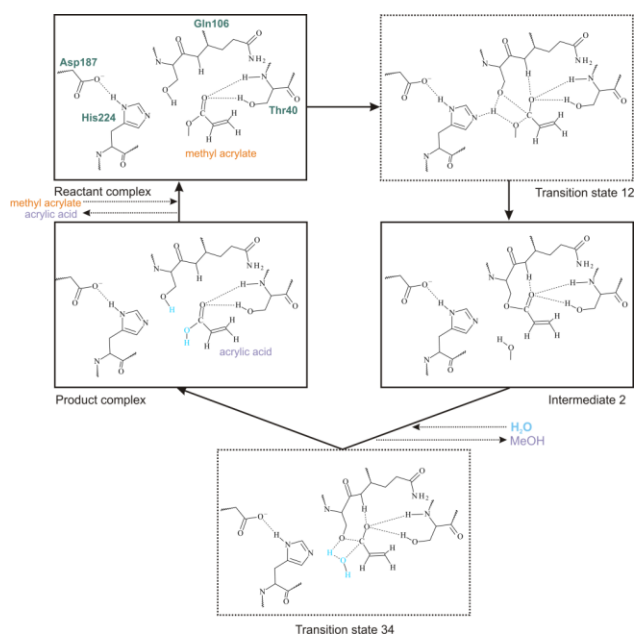 Gln106
Asp187
His224
Thr40
methyl acrylate
Reactant complex
Transition state 12
methyl acrylate
acrylic acid
acrylic acid
Product complex
Intermediate 2
H₂O
MeOH
Transition state 34